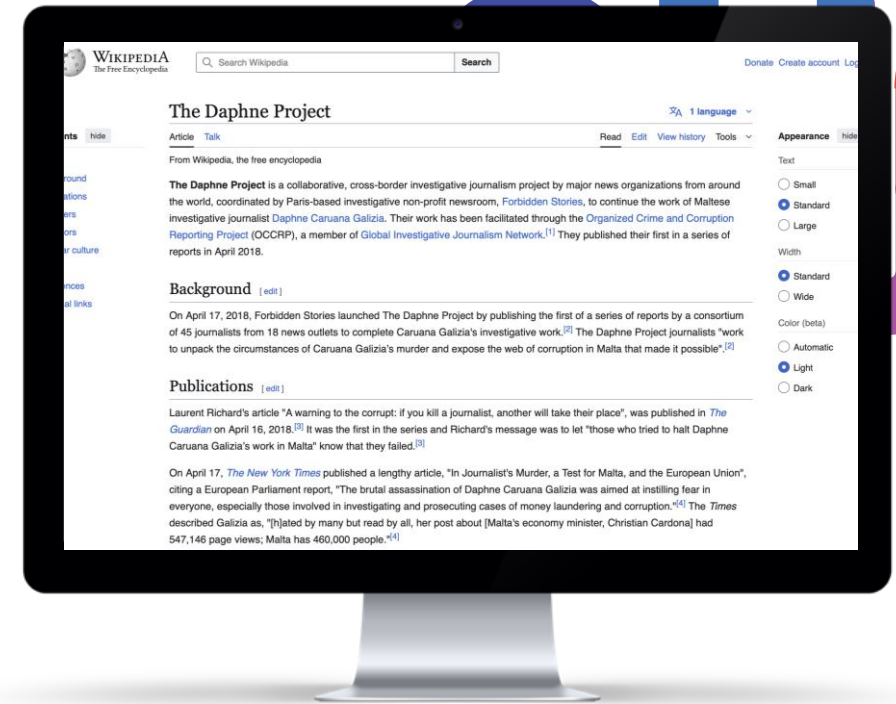 WIKIPEDIA
The Free Encyclopedia
Search Wikipedia
Search
Donate Create account Log
The Daphne Project
1 language
nts hide
Article Talk
Read Edit View history Tools
Appearance hide
From Wikipedia, the free encyclopedia
Text
round
ations
ers
ors
ar culture
nces
al links
The Daphne Project is a collaborative, cross-border investigative journalism project by major news organizations from around
the world, coordinated by Paris-based investigative non-profit newsroom, Forbidden Stories, to continue the work of Maltese
investigative journalist Daphne Caruana Galizia. Their work has been facilitated through the Organized Crime and Corruption
Reporting Project (OCCRP), a member of Global Investigative Journalism Network.[1] They published their first in a series of
reports in April 2018.
Small
Standard
Large
Width
Standard
Wide
Color (beta)
Automatic
Light
Dark
Background [edit]
On April 17, 2018, Forbidden Stories launched The Daphne Project by publishing the first of a series of reports by a consortium
of 45 journalists from 18 news outlets to complete Caruana Galizia's investigative work.[2] The Daphne Project journalists "work
to unpack the circumstances of Caruana Galizia's murder and expose the web of corruption in Malta that made it possible".[2]
Publications [edit]
Laurent Richard's article "A warning to the corrupt: if you kill a journalist, another will take their place", was published in The
Guardian on April 16, 2018.[3] It was the first in the series and Richard's message was to let "those who tried to halt Daphne
Caruana Galizia's work in Malta" know that they failed.[3]
On April 17, The New York Times published a lengthy article, "In Journalist's Murder, a Test for Malta, and the European Union",
citing a European Parliament report, "The brutal assassination of Daphne Caruana Galizia was aimed at instilling fear in
everyone, especially those involved in investigating and prosecuting cases of money laundering and corruption."[4] The Times
described Galizia as, "[h]ated by many but read by all, her post about [Malta's economy minister, Christian Cardona] had
547,146 page views; Malta has 460,000 people."[4]